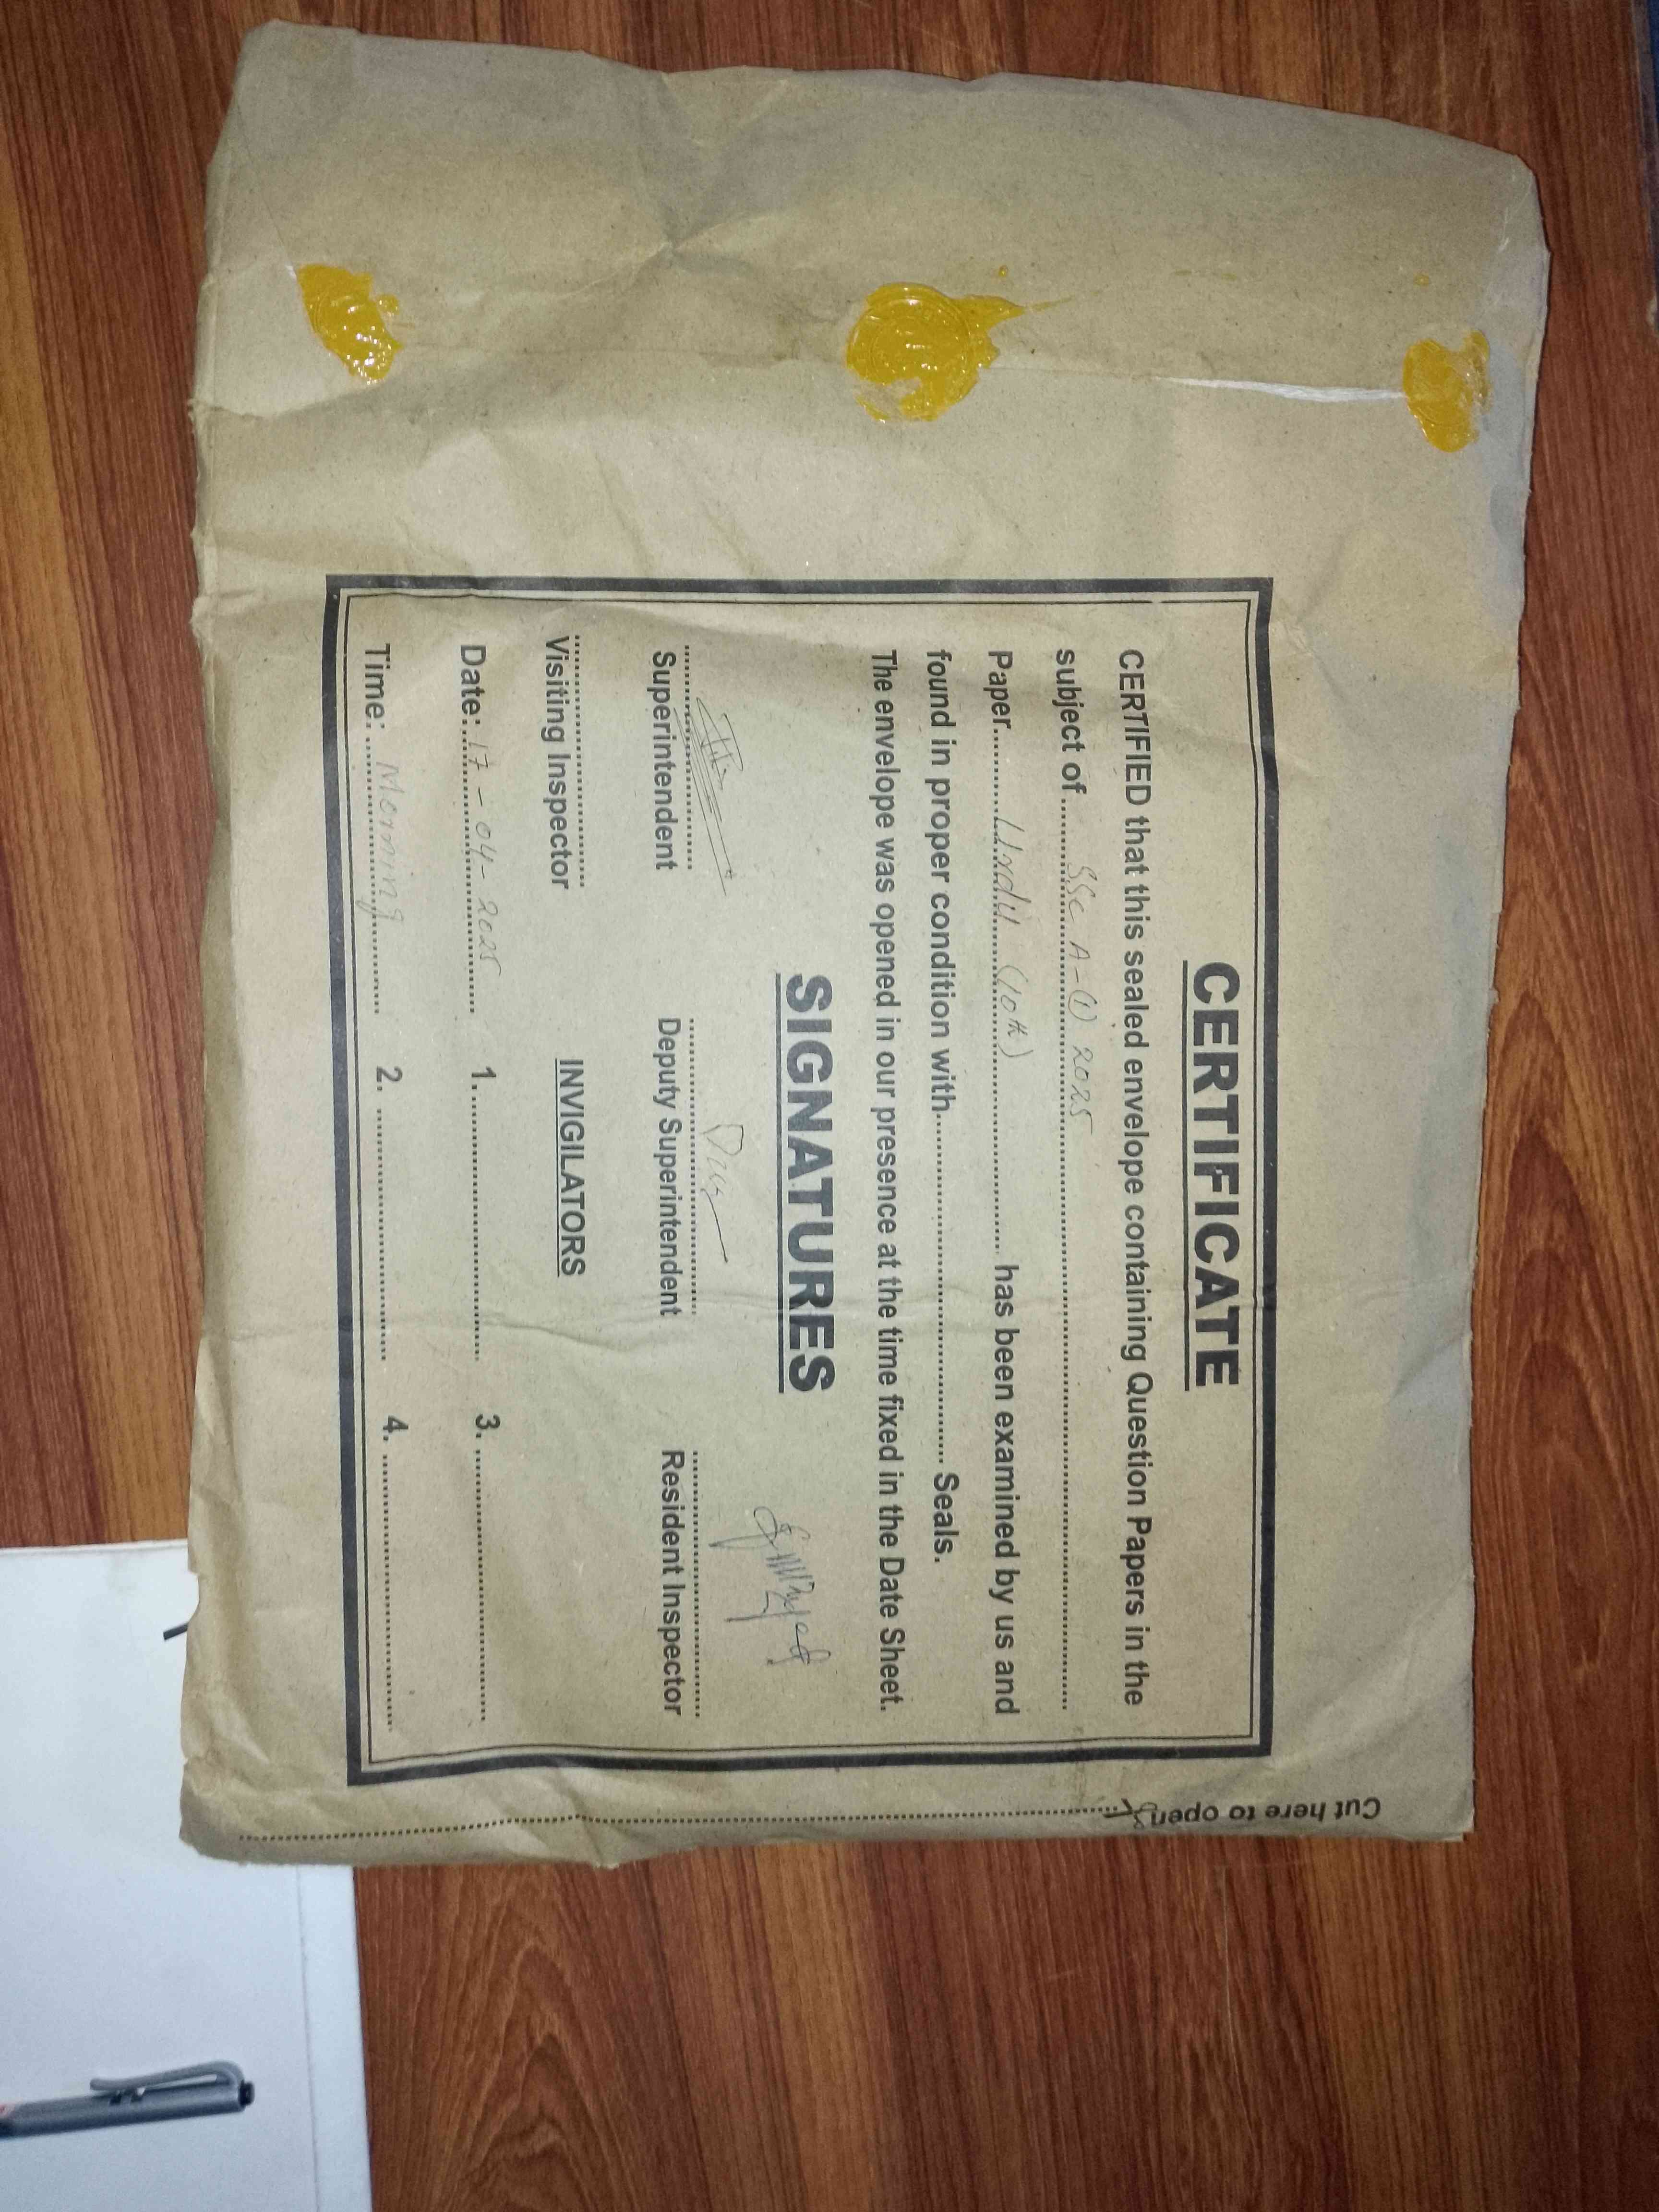 CERTIFICATE
CERTIFIED that this sealed envelope containing Question Papers in the
subject of.....SSC A-(1) 2025.....
Paper.....Urdu (10th)..... has been examined by us and
found in proper condition with..........Seals.
The envelope was opened in our presence at the time fixed in the Date Sheet.
SIGNATURES
Superintendent Deputy Superintendent Resident Inspector
Visiting Inspector INVIGILATORS
Date:..17-04-2025.. 1........... 3. ...........
Time:...Morning... 2. ........... 4. ...........
Cut here to open